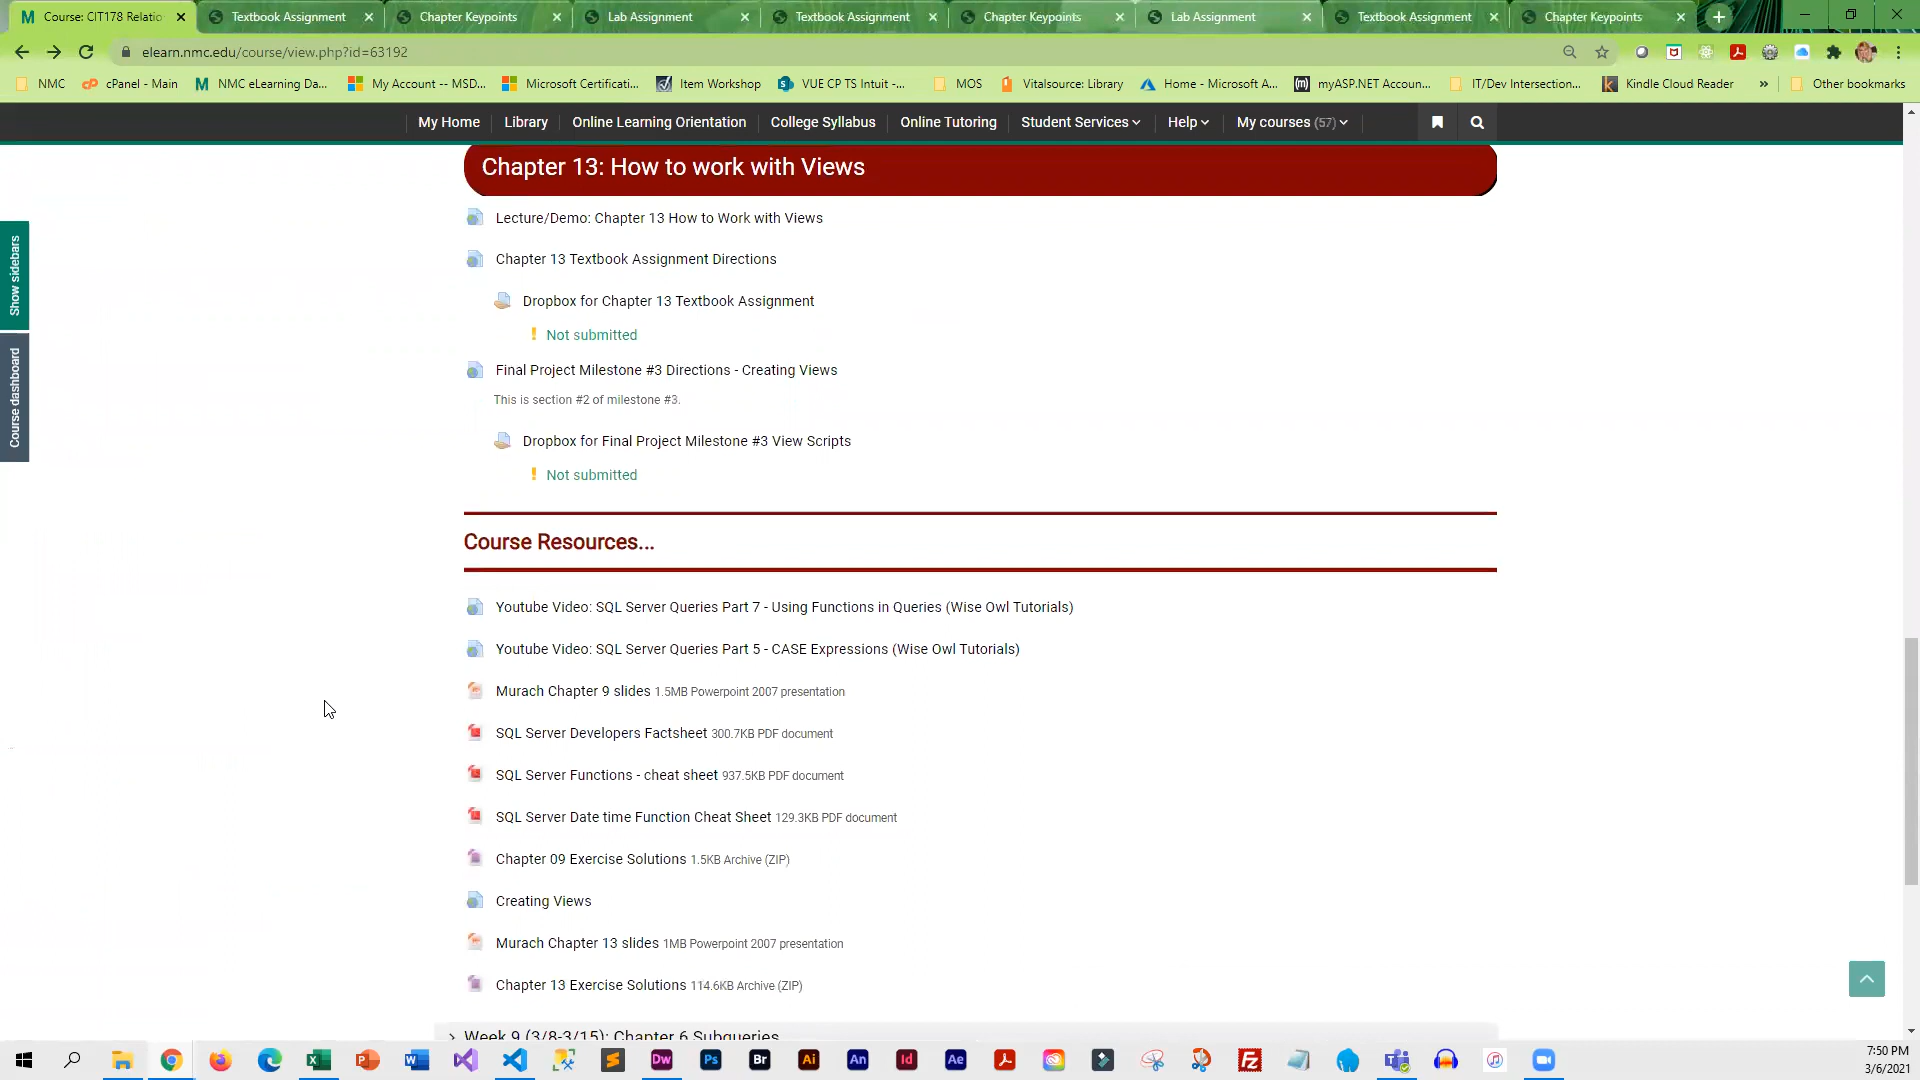 Course: CIT178 Relatio
Textbook Assignment
Chapter Keypoints
Lab Assignment
Textbook Assignment
Chapter Keypoints
Lab Assignment
Textbook Assignment
Chapter Keypoints
elearn.nmc.edu/course/view.php?id=63192
NMC
cPanel - Main
NMC eLearning Da...
My Account -- MSD...
Microsoft Certificati...
Item Workshop
VUE CP TS Intuit -...
MOS
Vitalsource: Library
Home - Microsoft A...
myASP.NET Accoun...
IT/Dev Intersection...
Kindle Cloud Reader
»
Other bookmarks
My Home
Library
Online Learning Orientation
College Syllabus
Online Tutoring
Student Services
Help
My courses (57)
Show sidebars
Course dashboard
Chapter 13: How to work with Views
Lecture/Demo: Chapter 13 How to Work with Views
Chapter 13 Textbook Assignment Directions
Dropbox for Chapter 13 Textbook Assignment
! Not submitted
Final Project Milestone #3 Directions - Creating Views
This is section #2 of milestone #3.
Dropbox for Final Project Milestone #3 View Scripts
! Not submitted
Course Resources...
Youtube Video: SQL Server Queries Part 7 - Using Functions in Queries (Wise Owl Tutorials)
Youtube Video: SQL Server Queries Part 5 - CASE Expressions (Wise Owl Tutorials)
Murach Chapter 9 slides 1.5MB Powerpoint 2007 presentation
SQL Server Developers Factsheet 300.7KB PDF document
SQL Server Functions - cheat sheet 937.5KB PDF document
SQL Server Date time Function Cheat Sheet 129.3KB PDF document
Chapter 09 Exercise Solutions 1.5KB Archive (ZIP)
Creating Views
Murach Chapter 13 slides 1MB Powerpoint 2007 presentation
Chapter 13 Exercise Solutions 114.6KB Archive (ZIP)
Week 9 (3/8-3/15): Chapter 6 Subqueries
Dw
Ps
Br
Ai
An
Id
Ae
7:50 PM
3/6/2021